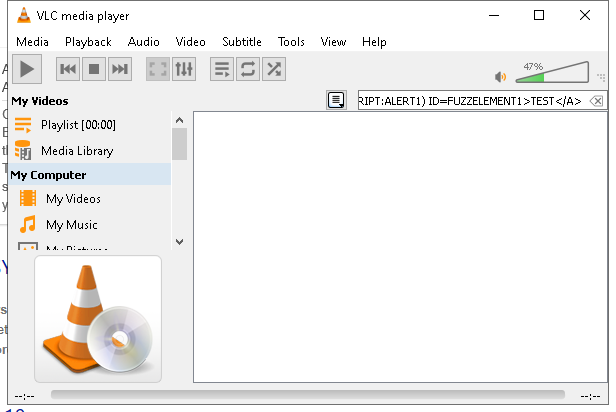 VLC media player
Media Playback Audio Video Subtitle Tools View Help
47%
My Videos
RIPT:ALERT1) ID=FUZZELEMENT1>TEST</A>
Playlist [00:00]
Media Library
My Computer
My Videos
My Music
My Pictures
--:-- --:--